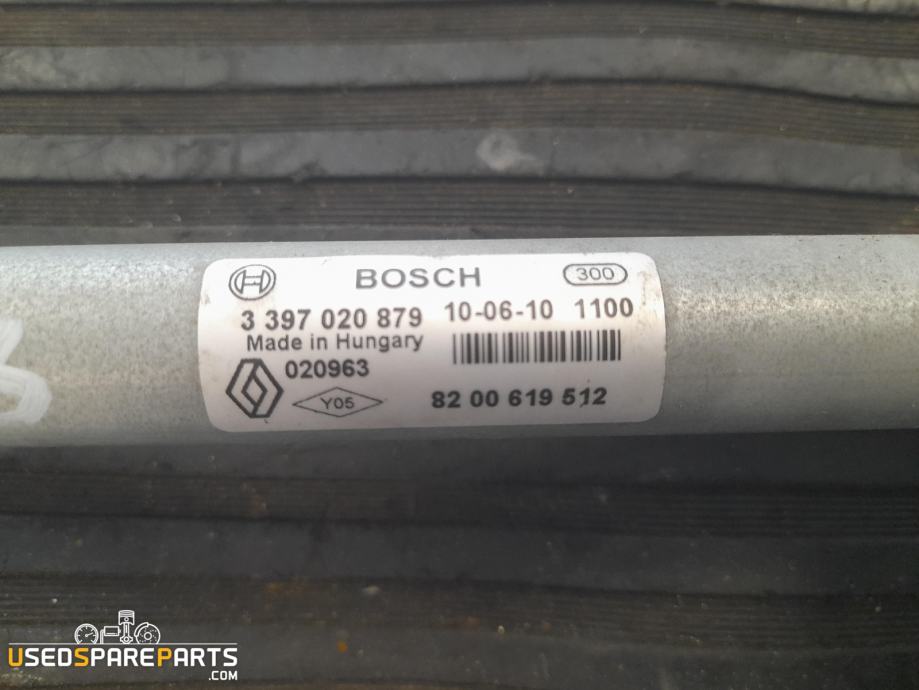 BOSCH 300
3 397 020 879 10-06-10 1100
Made in Hungary
020963
Y05 82 00 619 512
USEDSPAREPARTS
.COM